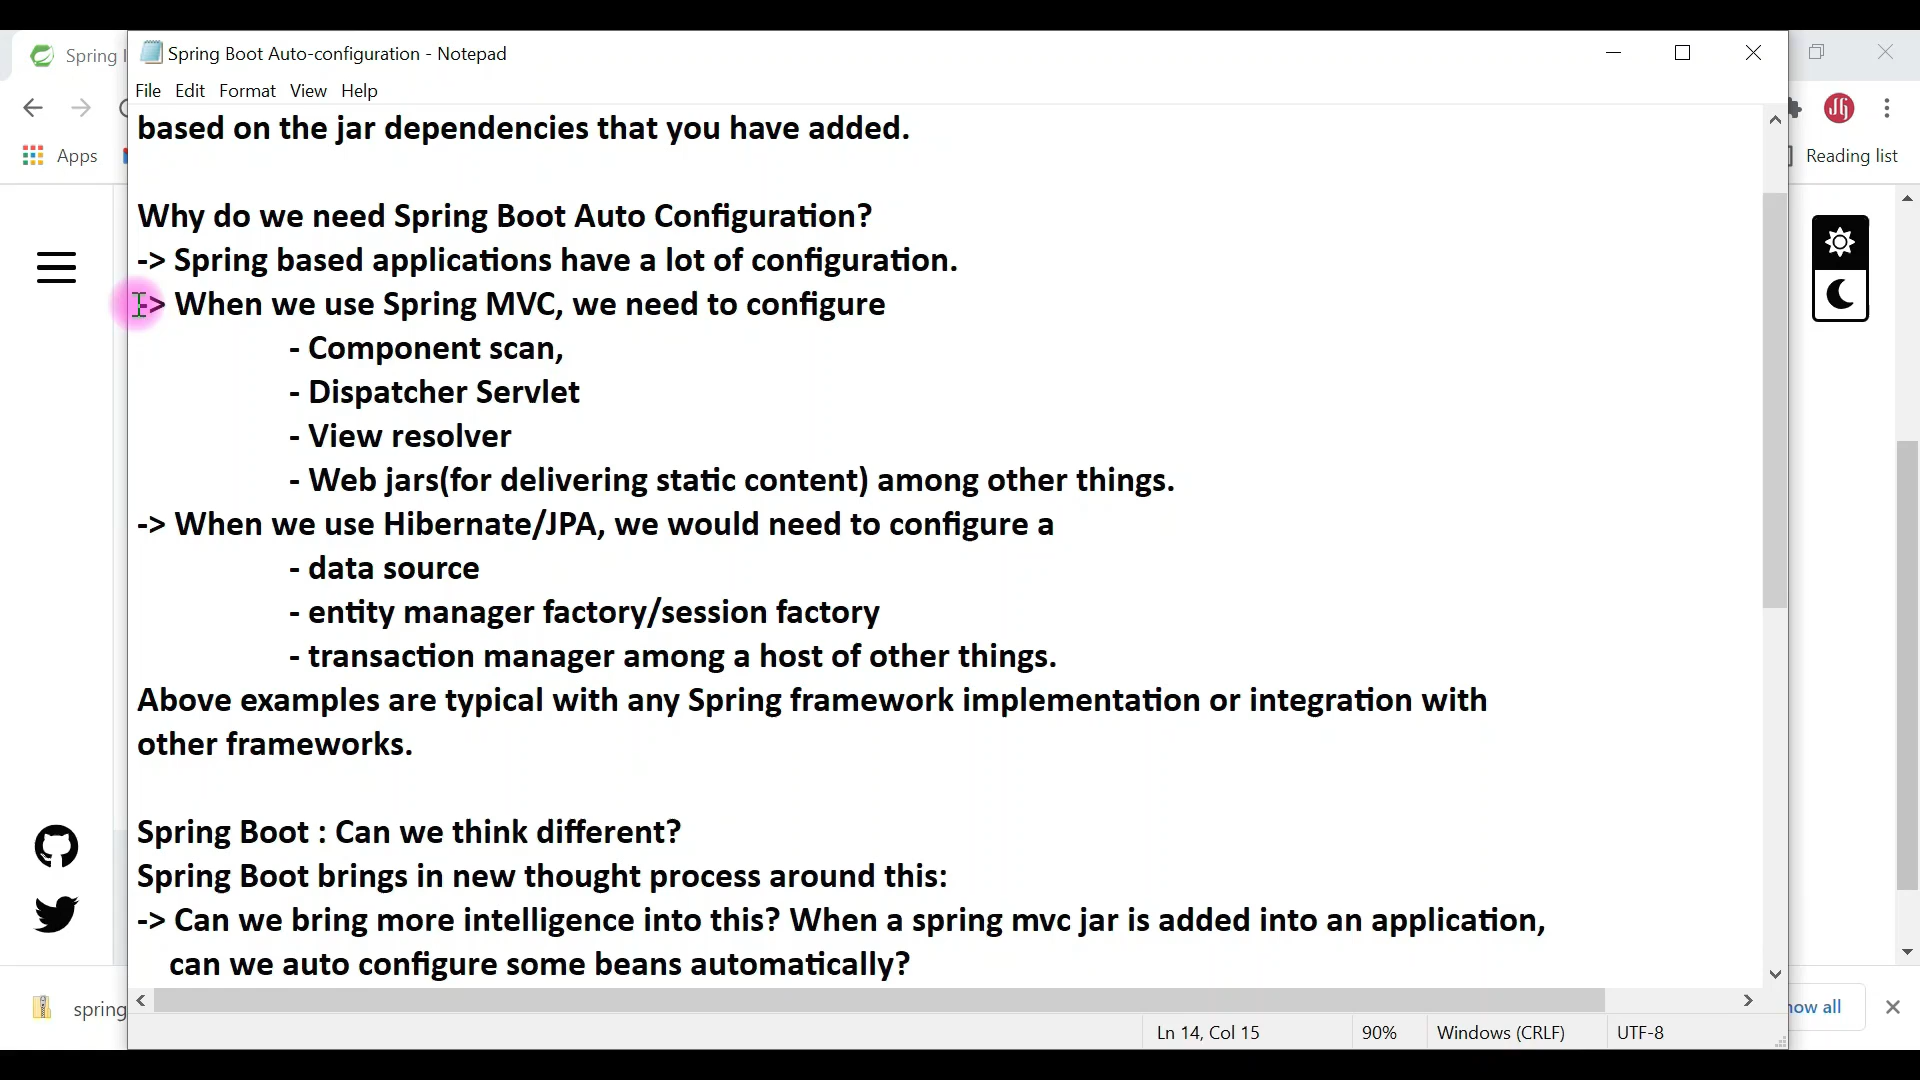 Spring
Spring Boot Auto-configuration - Notepad
File Edit Format View Help
Apps
Reading list
based on the jar dependencies that you have added.
Why do we need Spring Boot Auto Configuration?
-> Spring based applications have a lot of configuration.
-> When we use Spring MVC, we need to configure
- Component scan,
- Dispatcher Servlet
- View resolver
- Web jars(for delivering static content) among other things.
-> When we use Hibernate/JPA, we would need to configure a
- data source
- entity manager factory/session factory
- transaction manager among a host of other things.
Above examples are typical with any Spring framework implementation or integration with
other frameworks.
Spring Boot : Can we think different?
Spring Boot brings in new thought process around this:
-> Can we bring more intelligence into this? When a spring mvc jar is added into an application,
can we auto configure some beans automatically?
spring
how all
Ln 14, Col 15
90%
Windows (CRLF)
UTF-8